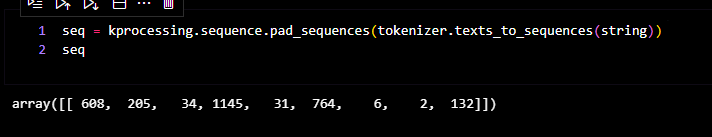 1 seq = kprocessing.sequence.pad_sequences(tokenizer.texts_to_sequences(string))
2 seq
array([[ 608,  205,   34, 1145,   31,  764,    6,    2,  132]])